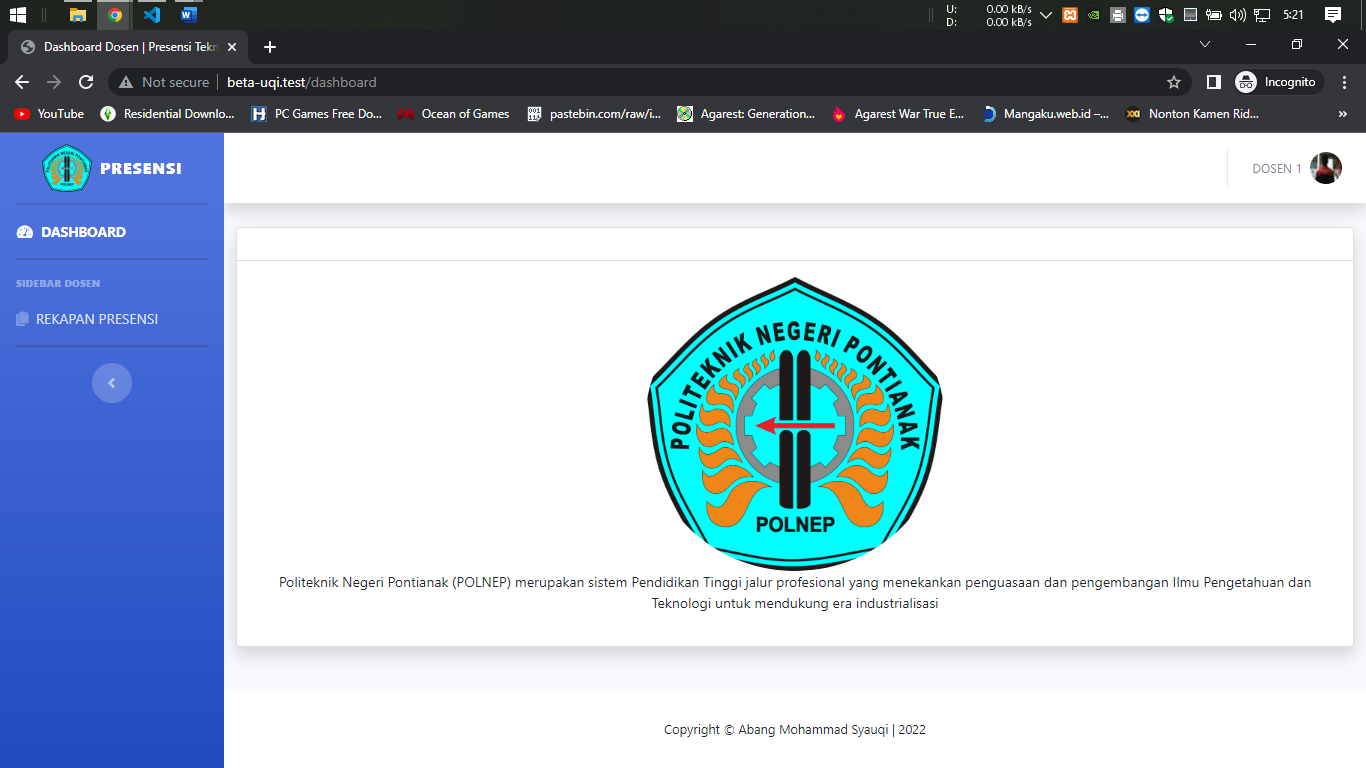 U: 0.00 kB/s
D: 0.00 kB/s
5:21
Dashboard Dosen | Presensi Tekn
Not secure
beta-uqi.test/dashboard
Incognito
YouTube
Residential Downlo...
PC Games Free Do...
Ocean of Games
pastebin.com/raw/i...
Agarest: Generation...
Agarest War True E...
Mangaku.web.id –...
Nonton Kamen Rid...
»
PRESENSI
DOSEN 1
DASHBOARD
SIDEBAR DOSEN
REKAPAN PRESENSI
POLITEKNIK NEGERI PONTIANAK
POLNEP
Politeknik Negeri Pontianak (POLNEP) merupakan sistem Pendidikan Tinggi jalur profesional yang menekankan penguasaan dan pengembangan Ilmu Pengetahuan dan
Teknologi untuk mendukung era industrialisasi
Copyright © Abang Mohammad Syauqi | 2022